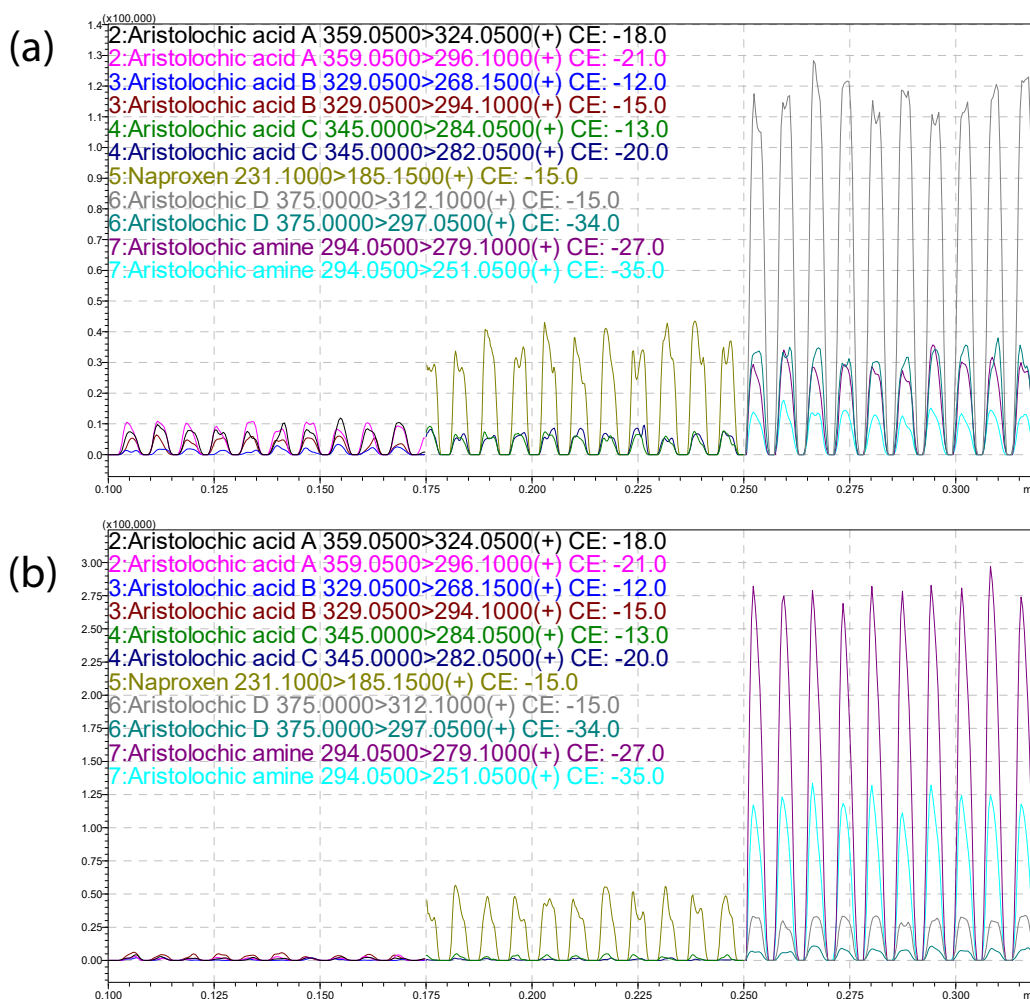 (a)
(x100,000)
1.4
1.3
1.2
1.1
1.0
0.9
0.8
0.7
0.6
0.5
0.4
0.3
0.2
0.1
0.0
2:Aristolochic acid A 359.0500>324.0500(+) CE: -18.0
2:Aristolochic acid A 359.0500>296.1000(+) CE: -21.0
3:Aristolochic acid B 329.0500>268.1500(+) CE: -12.0
3:Aristolochic acid B 329.0500>294.1000(+) CE: -15.0
4:Aristolochic acid C 345.0000>284.0500(+) CE: -13.0
4:Aristolochic acid C 345.0000>282.0500(+) CE: -20.0
5:Naproxen 231.1000>185.1500(+) CE: -15.0
6:Aristolochic D 375.0000>312.1000(+) CE: -15.0
6:Aristolochic D 375.0000>297.0500(+) CE: -34.0
7:Aristolochic amine 294.0500>279.1000(+) CE: -27.0
7:Aristolochic amine 294.0500>251.0500(+) CE: -35.0
0.100 0.125 0.150 0.175 0.200 0.225 0.250 0.275 0.300 m
(b)
(x100,000)
3.00
2.75
2.50
2.25
2.00
1.75
1.50
1.25
1.00
0.75
0.50
0.25
0.00
2:Aristolochic acid A 359.0500>324.0500(+) CE: -18.0
2:Aristolochic acid A 359.0500>296.1000(+) CE: -21.0
3:Aristolochic acid B 329.0500>268.1500(+) CE: -12.0
3:Aristolochic acid B 329.0500>294.1000(+) CE: -15.0
4:Aristolochic acid C 345.0000>284.0500(+) CE: -13.0
4:Aristolochic acid C 345.0000>282.0500(+) CE: -20.0
5:Naproxen 231.1000>185.1500(+) CE: -15.0
6:Aristolochic D 375.0000>312.1000(+) CE: -15.0
6:Aristolochic D 375.0000>297.0500(+) CE: -34.0
7:Aristolochic amine 294.0500>279.1000(+) CE: -27.0
7:Aristolochic amine 294.0500>251.0500(+) CE: -35.0
0.100 0.125 0.150 0.175 0.200 0.225 0.250 0.275 0.300 m